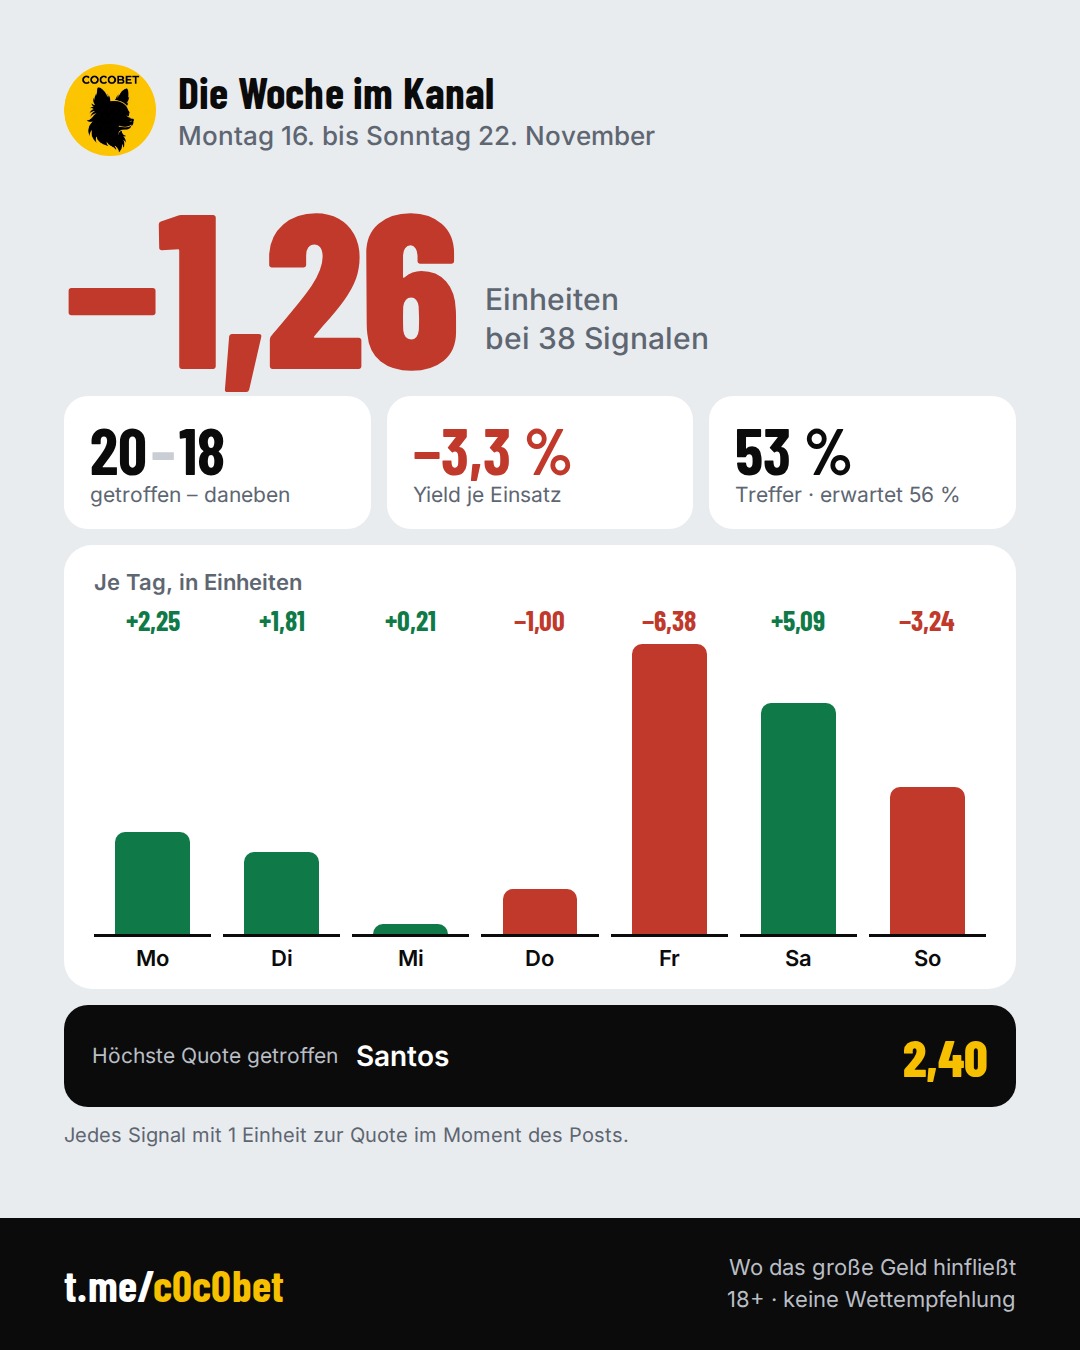 COCOBET
Die Woche im Kanal
Montag 16. bis Sonntag 22. November
−1,26
Einheiten
bei 38 Signalen
20–18
getroffen – daneben
−3,3 %
Yield je Einsatz
53 %
Treffer · erwartet 56 %
Je Tag, in Einheiten
+2,25 +1,81 +0,21 −1,00 −6,38 +5,09 −3,24
Mo Di Mi Do Fr Sa So
Höchste Quote getroffen Santos 2,40
Jedes Signal mit 1 Einheit zur Quote im Moment des Posts.
t.me/c0c0bet
Wo das große Geld hinfließt
18+ · keine Wettempfehlung